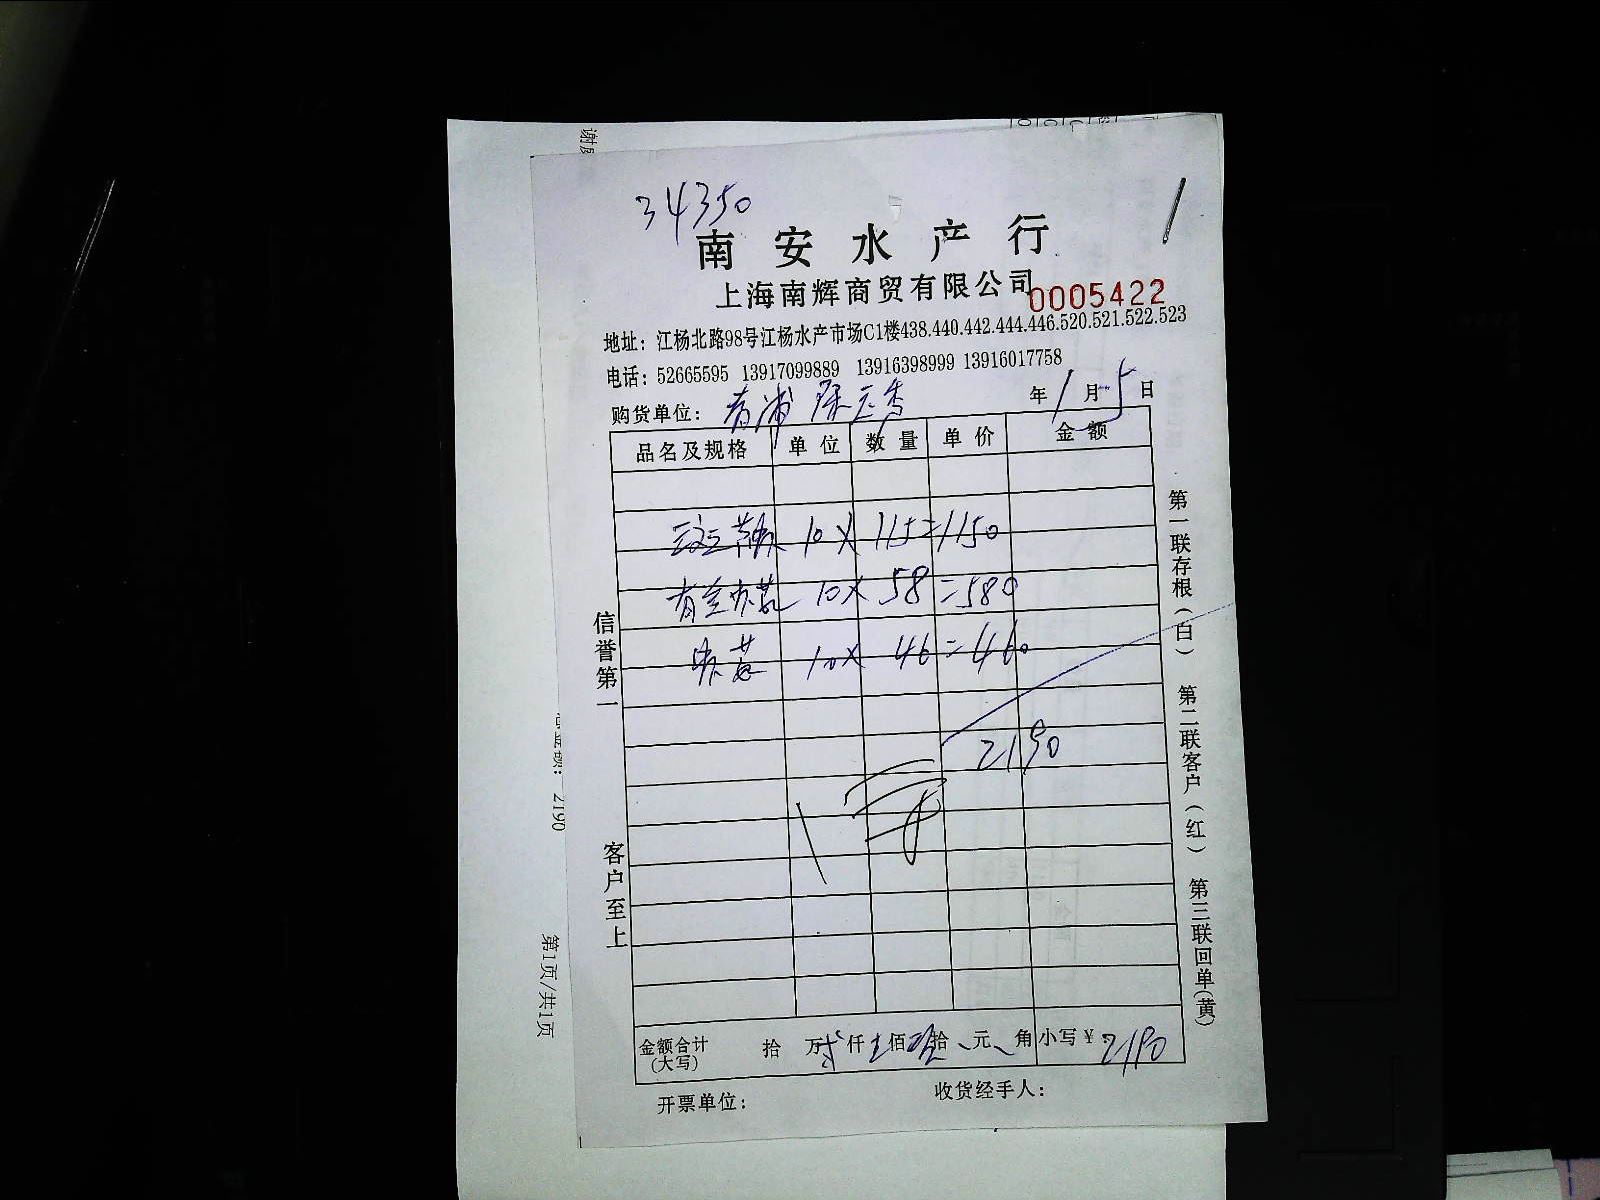 34350
南安水产行
上海南辉商贸有限公司 0005422
地址：江杨北路98号江杨水产市场C1楼438.440.442.444.446.520.521.522.523
电话：52665595 13917099889 13916398999 13916017758
购货单位：青浦 年1月5日
品名及规格 单位 数量 单价 金额
10 X 115=1150
10X 58=580
10X 46=460
2190
金额合计(大写) 拾 万 贰仟 佰 拾 元 角 小写￥2190
开票单位： 收货经手人：
信誉第一
客户至上
第一联存根(白) 第二联客户(红) 第三联回单(黄)
2190
第1页/共1页